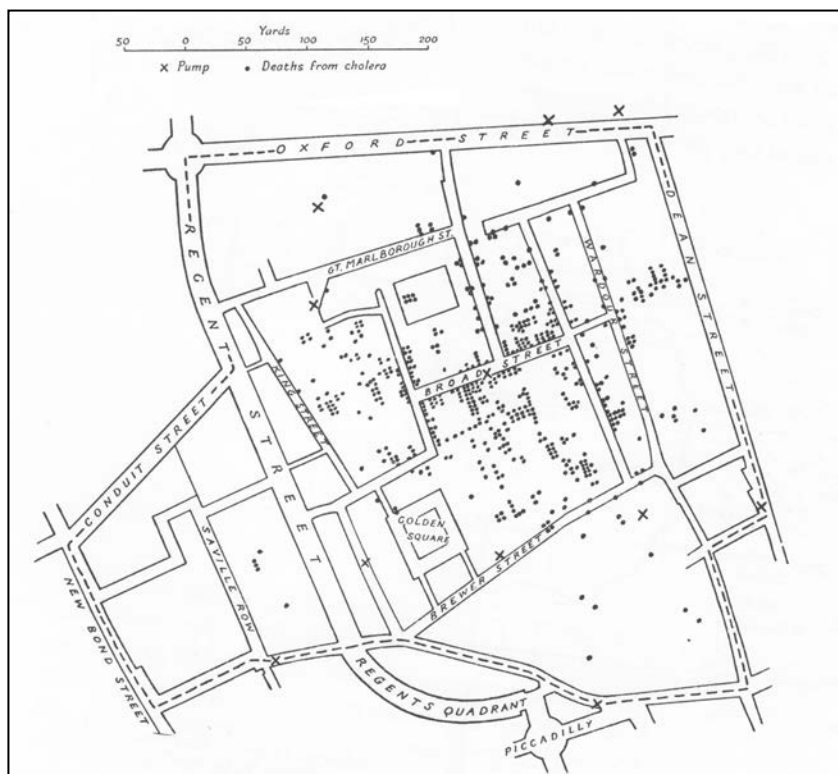 Yards
50 0 50 100 200
× Pump • Deaths from cholera
OXFORD STREET
REGENT STREET
DEAN STREET
GT. MARLBOROUGH ST.
WARDOUR STREET
KING STREET
BROAD STREET
CONDUIT STREET
GOLDEN
SQUARE
SAVILLE ROW
BREWER STREET
NEW BOND STREET
REGENTS QUADRANT
PICCADILLY